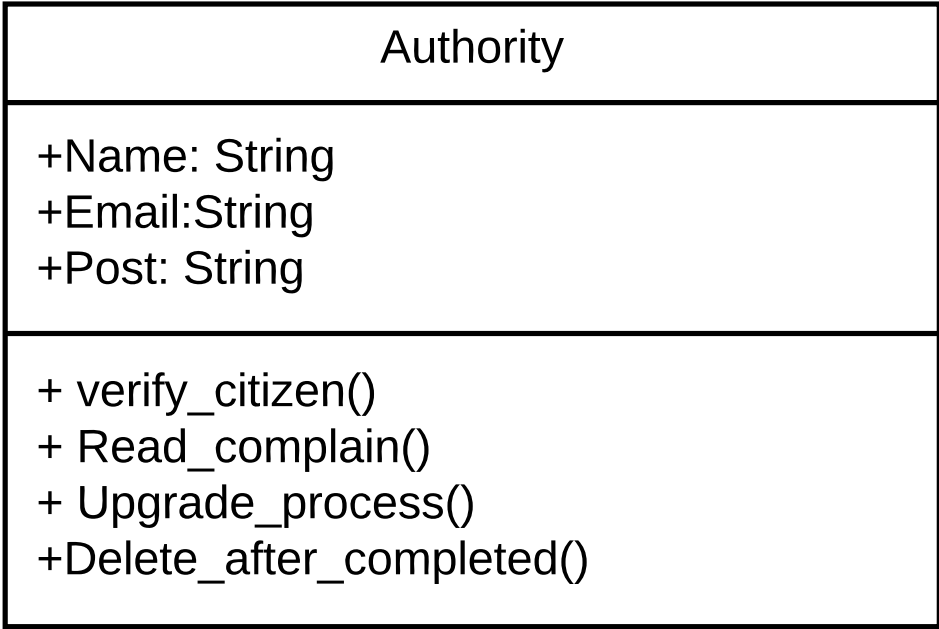 Authority
+Name: String
+Email:String
+Post: String
+ verify_citizen()
+ Read_complain()
+ Upgrade_process()
+Delete_after_completed()